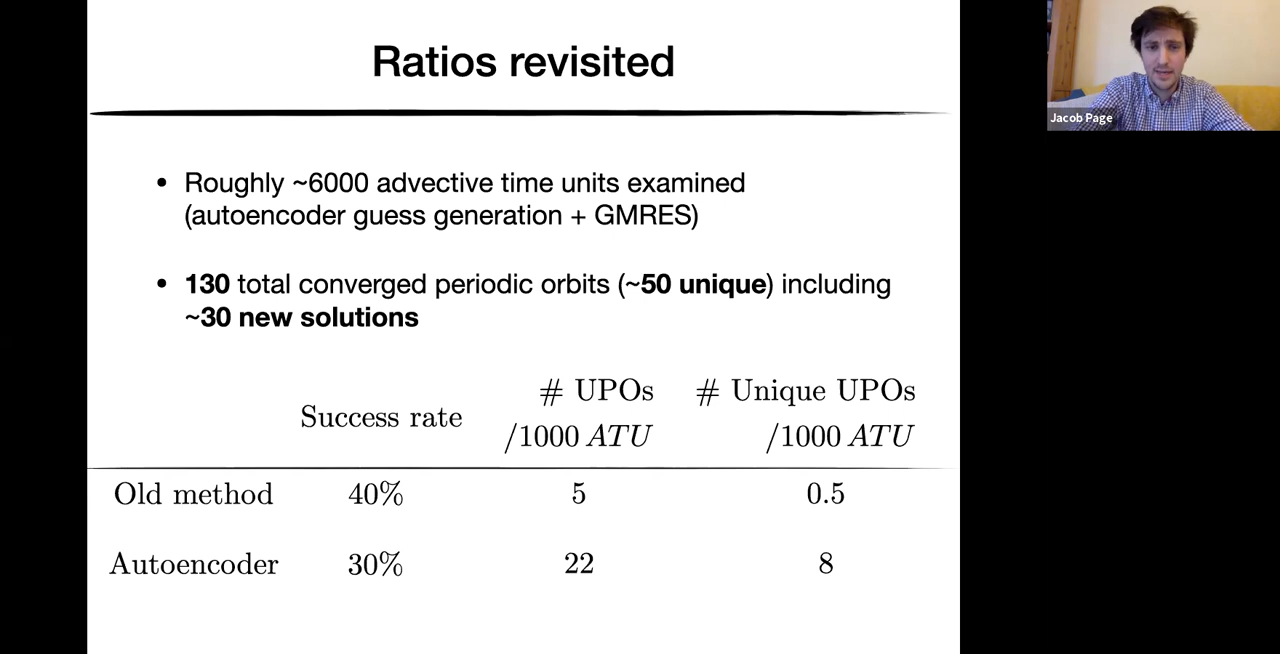 Ratios revisited
Jacob Page
• Roughly ~6000 advective time units examined
(autoencoder guess generation + GMRES)
• 130 total converged periodic orbits (~50 unique) including
~30 new solutions
Success rate # UPOs /1000 ATU # Unique UPOs /1000 ATU
Old method 40% 5 0.5
Autoencoder 30% 22 8